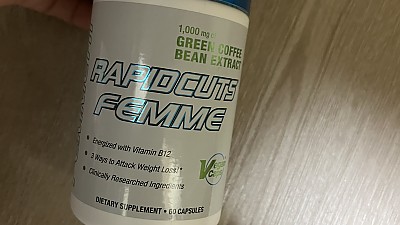 1,000 mg of
GREEN COFFEE
BEAN EXTRACT
RAPIDCUTS
FEMME
• Energized with Vitamin B12
• 3 Ways to Attack Weight Loss!*
• Clinically Researched Ingredients
DIETARY SUPPLEMENT • 60 CAPSULES